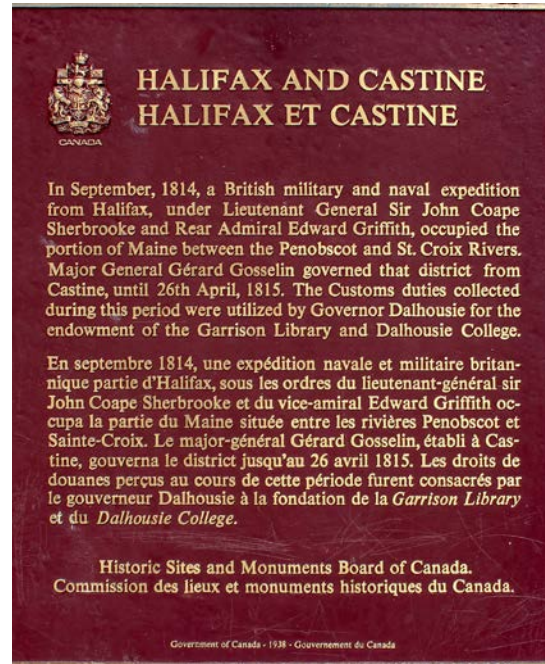 HALIFAX AND CASTINE
HALIFAX ET CASTINE
CANADA
In September, 1814, a British military and naval expedition
from Halifax, under Lieutenant General Sir John Coape
Sherbrooke and Rear Admiral Edward Griffith, occupied the
portion of Maine between the Penobscot and St. Croix Rivers.
Major General Gérard Gosselin governed that district from
Castine, until 26th April, 1815. The Customs duties collected
during this period were utilized by Governor Dalhousie for the
endowment of the Garrison Library and Dalhousie College.
En septembre 1814, une expédition navale et militaire britan-
nique partie d'Halifax, sous les ordres du lieutenant-général sir
John Coape Sherbrooke et du vice-amiral Edward Griffith oc-
cupa la partie du Maine située entre les rivières Penobscot et
Sainte-Croix. Le major-général Gérard Gosselin, établi à Cas-
tine, gouverna le district jusqu'au 26 avril 1815. Les droits de
douanes perçus au cours de cette période furent consacrés par
le gouverneur Dalhousie à la fondation de la Garrison Library
et du Dalhousie College.
Historic Sites and Monuments Board of Canada.
Commission des lieux et monuments historiques du Canada.
Government of Canada - 1938 - Gouvernement du Canada